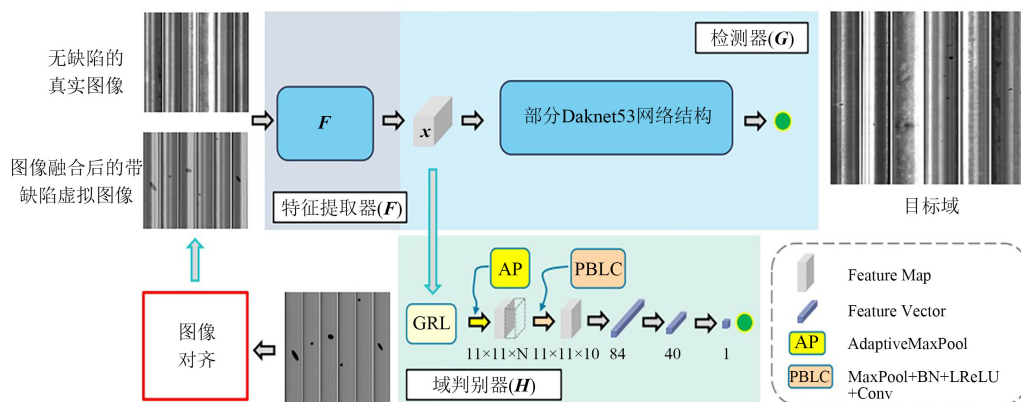 无缺陷的
真实图像
图像融合后的带
缺陷虚拟图像
F
特征提取器(F)
x
部分Daknet53网络结构
检测器(G)
目标域
图像
对齐
GRL
AP
PBLC
11×11×N
11×11×10
84
40
1
域判别器(H)
Feature Map
Feature Vector
AP
AdaptiveMaxPool
PBLC
MaxPool+BN+LReLU
+Conv